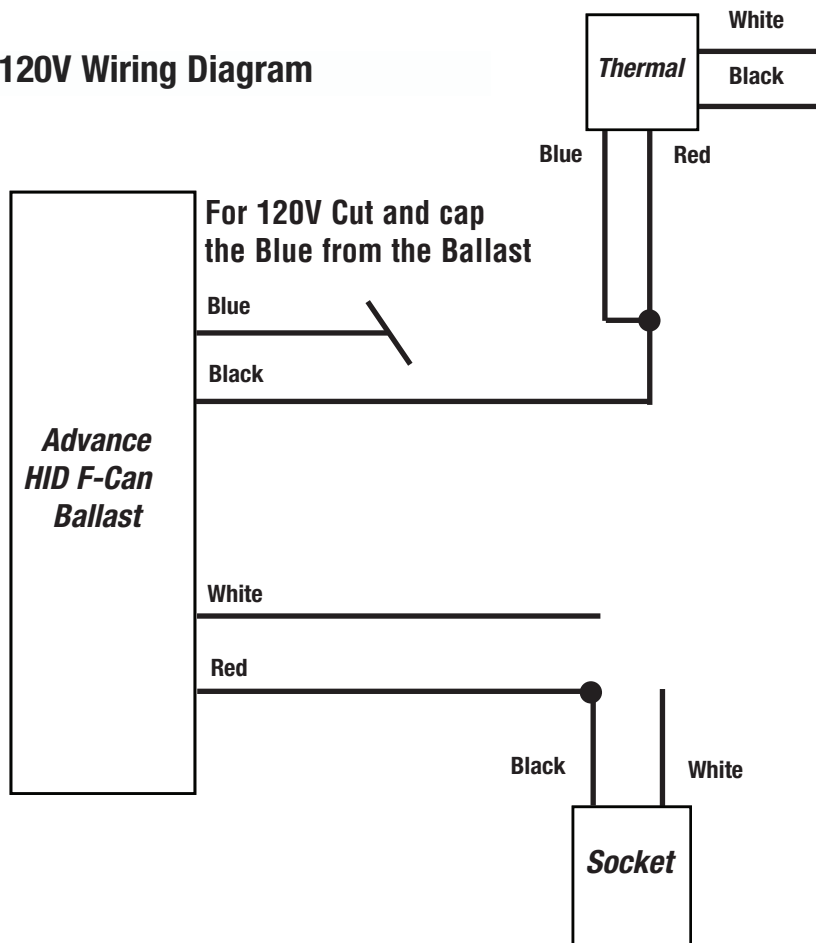 120V Wiring Diagram
White
Thermal
Black
Blue
Red
For 120V Cut and cap
the Blue from the Ballast
Blue
Black
Advance
HID F-Can
Ballast
White
Red
Black
White
Socket